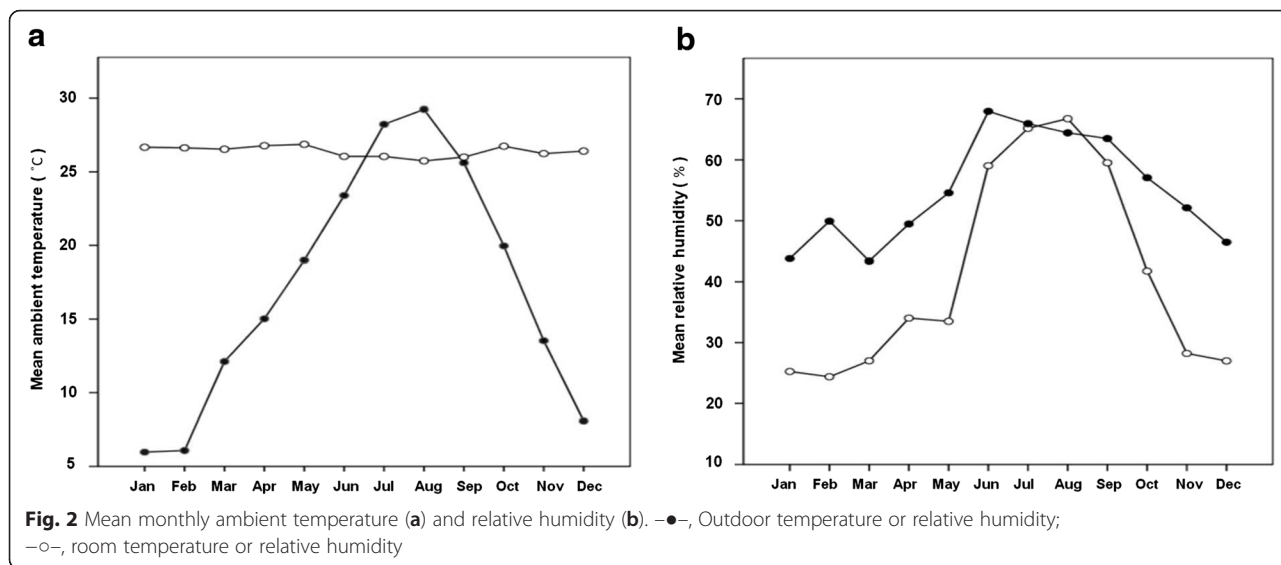 a
Mean ambient temperature ( °C)
30
25
20
15
10
5
Jan Feb Mar Apr May Jun Jul Aug Sep Oct Nov Dec
b
Mean relative humidity ( %)
70
60
50
40
30
20
10
Jan Feb Mar Apr May Jun Jul Aug Sep Oct Nov Dec
Fig. 2 Mean monthly ambient temperature (a) and relative humidity (b). –●–, Outdoor temperature or relative humidity;
–○–, room temperature or relative humidity